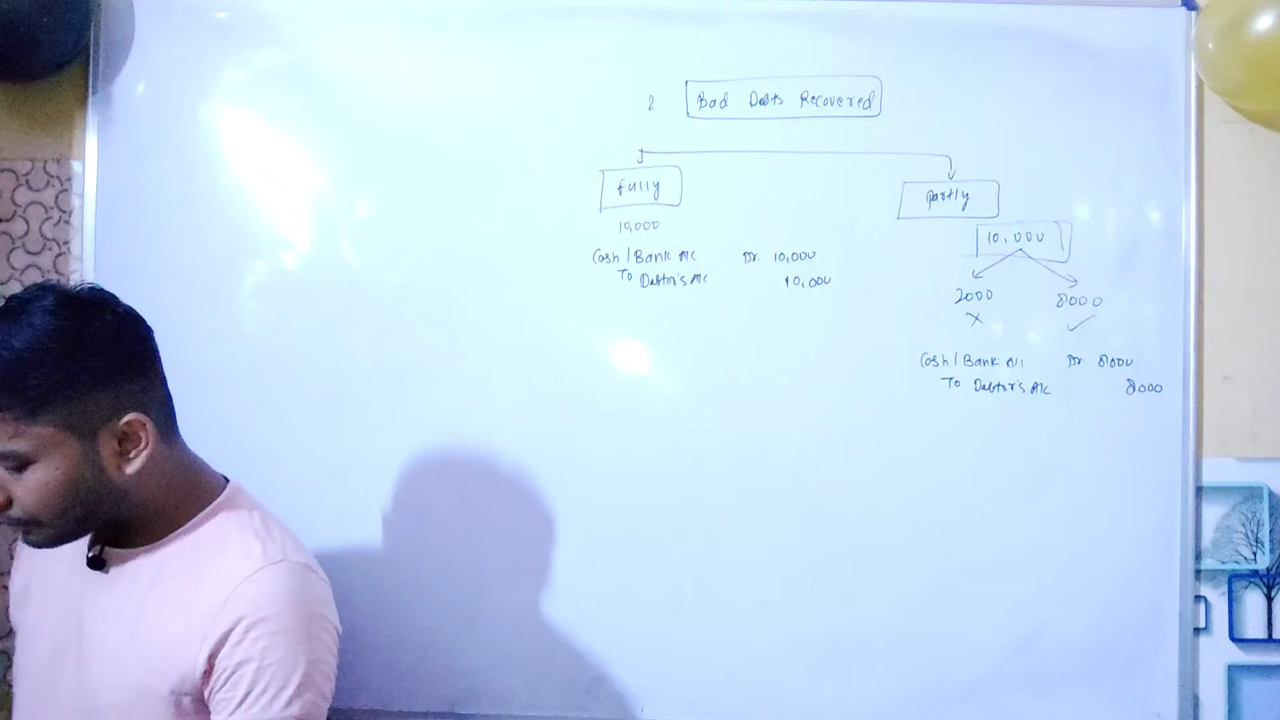 2 Bad Debts Recovered
fully
10,000
Cash / Bank A/c Dr. 10,000
To Debtor's A/c 10,000
partly
10,000
2000 8000
✗ ✓
Cash / Bank A/c Dr. 8000
To Debtor's A/c 8000